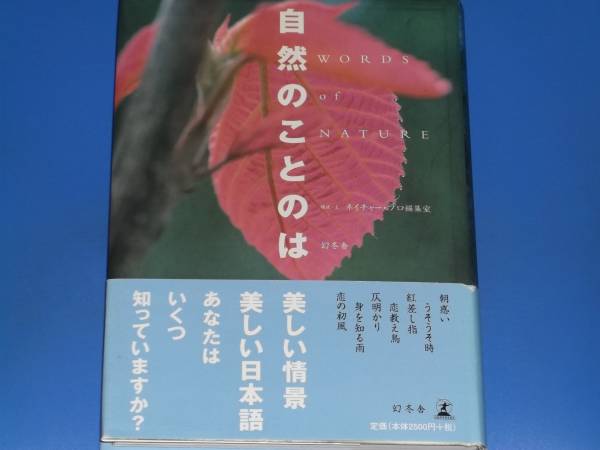 自然のことのは
WORDS
of
NATURE
構成・文 ネイチャー・プロ編集室
幻冬舎
朝惑い
うそうそ時
紅差し指
恋教え鳥
仄明かり
身を知る雨
恋の初風
美しい情景
美しい日本語
あなたは
いくつ
知っていますか?
幻冬舎
定価(本体2500円+税)